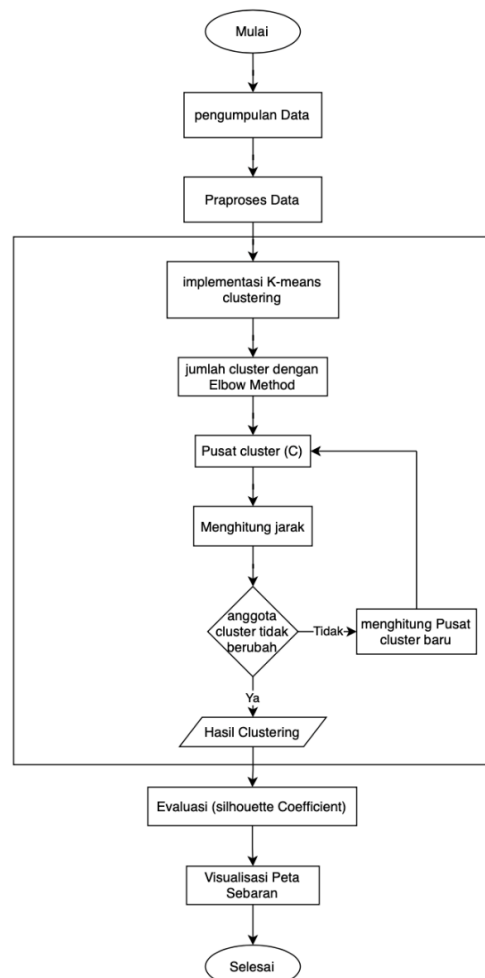 Mulai
pengumpulan Data
Praproses Data
implementasi K-means
clustering
jumlah cluster dengan
Elbow Method
Pusat cluster (C)
Menghitung jarak
anggota
cluster tidak
berubah
Tidak
menghitung Pusat
cluster baru
Ya
Hasil Clustering
Evaluasi (silhouette Coefficient)
Visualisasi Peta
Sebaran
Selesai